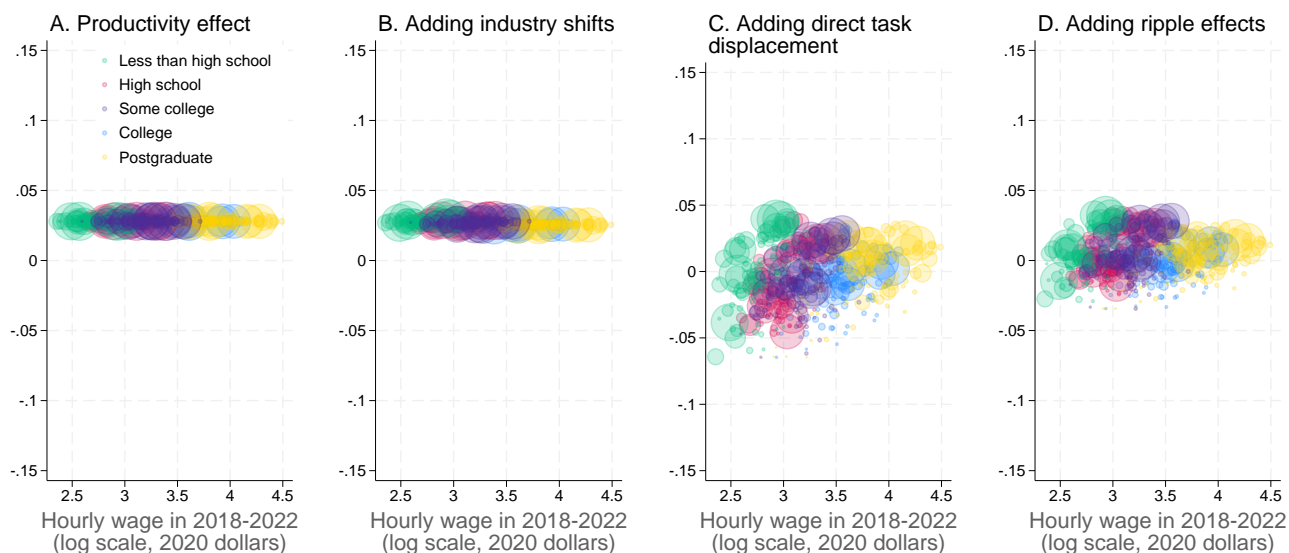 A. Productivity effect
.15
.1
.05
0
-.05
-.1
-.15
Less than high school
High school
Some college
College
Postgraduate
2.5 3 3.5 4 4.5
Hourly wage in 2018-2022
(log scale, 2020 dollars)
B. Adding industry shifts
.15
.1
.05
0
-.05
-.1
-.15
2.5 3 3.5 4 4.5
Hourly wage in 2018-2022
(log scale, 2020 dollars)
C. Adding direct task
displacement
.15
.1
.05
0
-.05
-.1
-.15
2.5 3 3.5 4 4.5
Hourly wage in 2018-2022
(log scale, 2020 dollars)
D. Adding ripple effects
.15
.1
.05
0
-.05
-.1
-.15
2.5 3 3.5 4 4.5
Hourly wage in 2018-2022
(log scale, 2020 dollars)